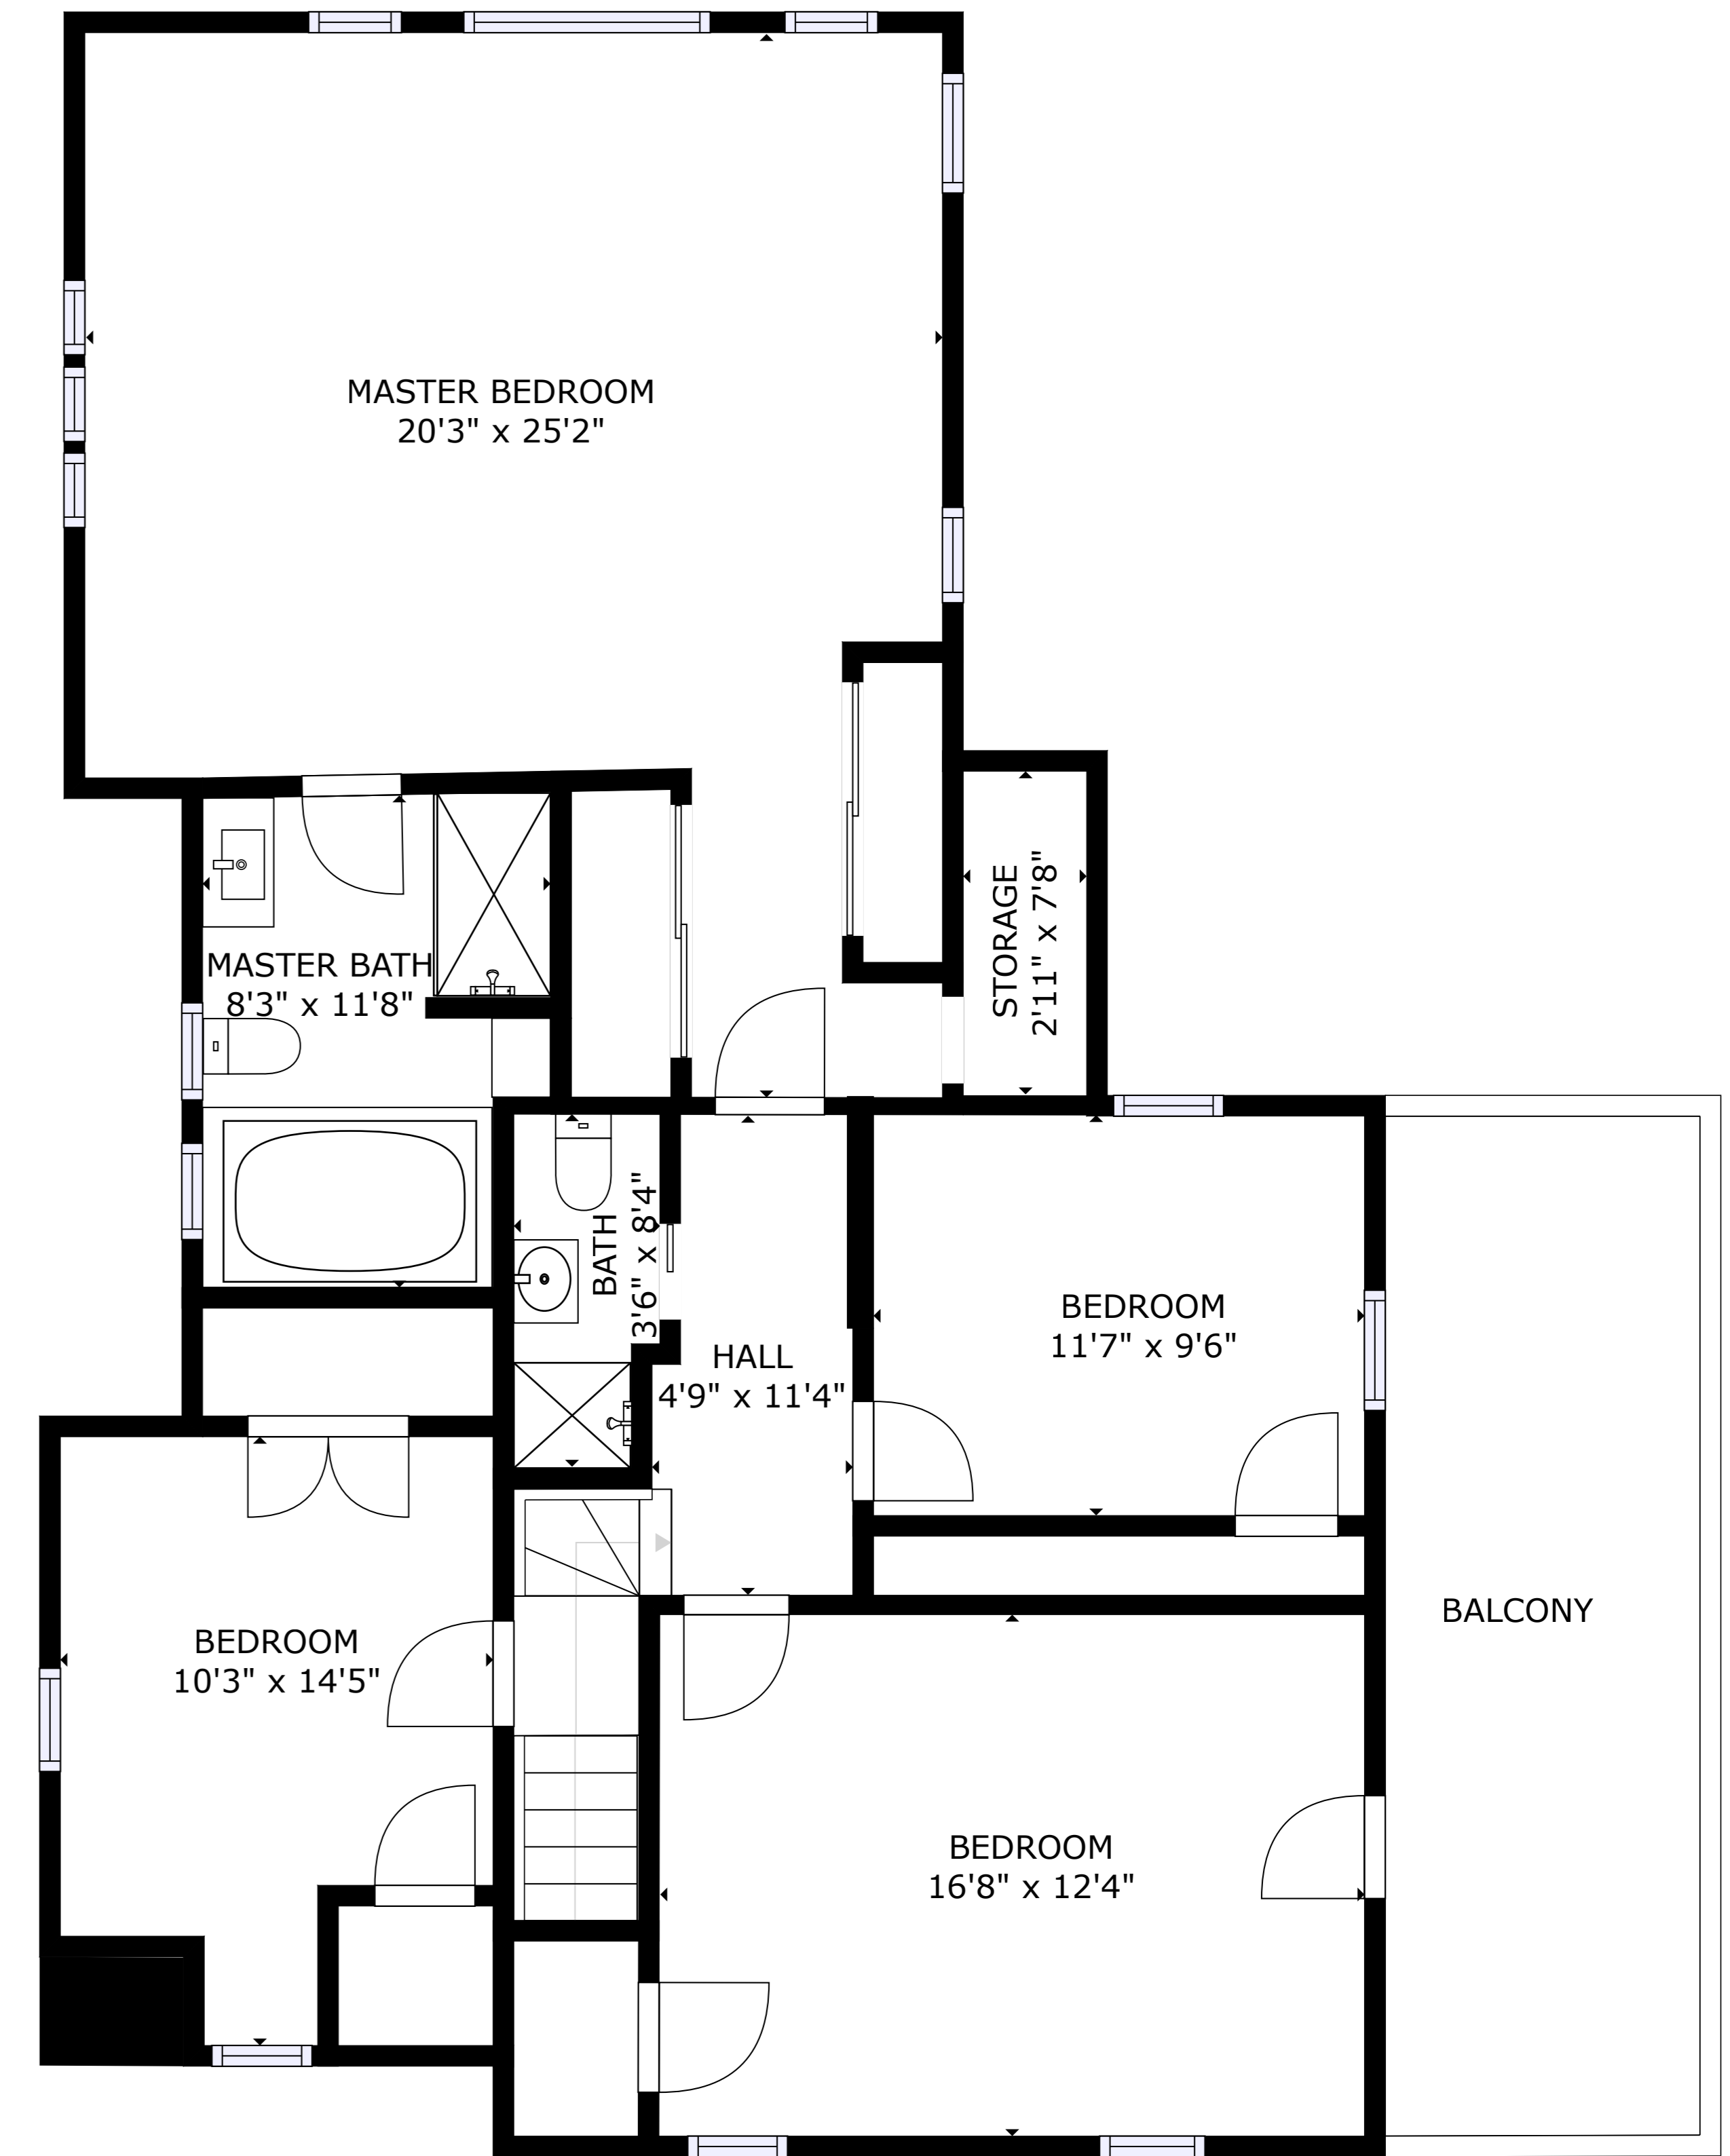 MASTER BEDROOM
20'3" x 25'2"
STORAGE
2'11" x 7'8"
MASTER BATH
8'3" x 11'8"
BATH
3'6" x 8'4"
HALL
4'9" x 11'4"
BEDROOM
11'7" x 9'6"
BALCONY
BEDROOM
10'3" x 14'5"
BEDROOM
16'8" x 12'4"